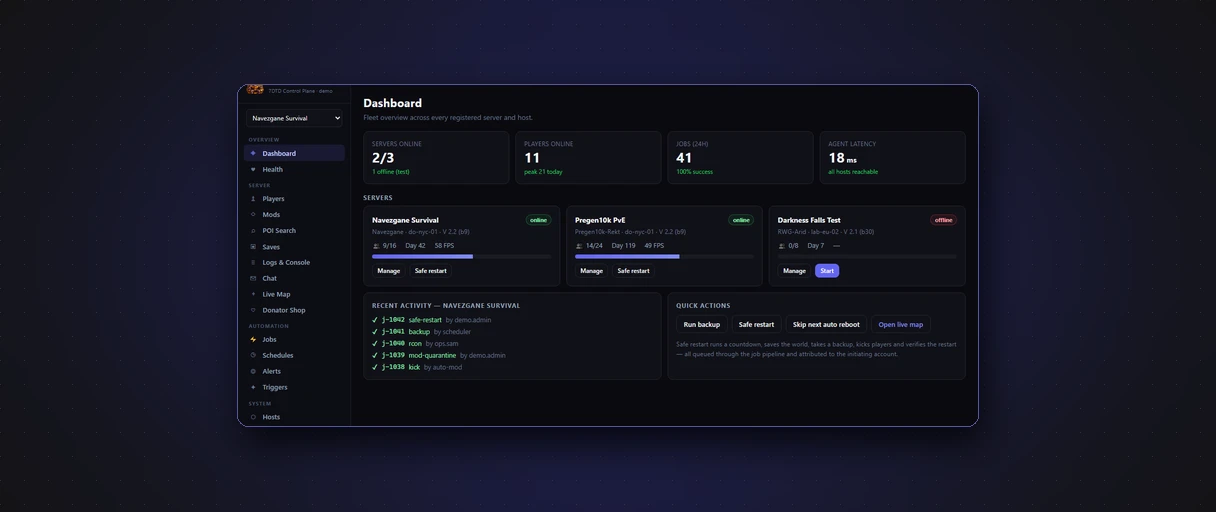 TDTD Control Plane · demo
Navezgane Survival
OVERVIEW
Dashboard
Health
SERVER
Players
Mods
POI Search
Saves
Logs & Console
Chat
Live Map
Donator Shop
AUTOMATION
Jobs
Schedules
Alerts
Triggers
SYSTEM
Hosts
Dashboard
Fleet overview across every registered server and host.
SERVERS ONLINE
2/3
1 offline (test)
PLAYERS ONLINE
11
peak 21 today
JOBS (24H)
41
100% success
AGENT LATENCY
18 ms
all hosts reachable
SERVERS
Navezgane Survival online
Navezgane · do-nyc-01 · V 2.2 (b9)
9/16 Day 42 58 FPS
Manage Safe restart
Pregen10k PvE online
Pregen10k-Rekt · do-nyc-01 · V 2.2 (b9)
14/24 Day 119 49 FPS
Manage Safe restart
Darkness Falls Test offline
RWG-Arid · lab-eu-02 · V 2.1 (b30)
0/8 Day 7 —
Manage Start
RECENT ACTIVITY — NAVEZGANE SURVIVAL
✓ j-1042 safe-restart by demo.admin
✓ j-1041 backup by scheduler
✓ j-1040 rcon by ops.sam
✓ j-1039 mod-quarantine by demo.admin
✓ j-1038 kick by auto-mod
QUICK ACTIONS
Run backup Safe restart Skip next auto reboot Open live map
Safe restart runs a countdown, saves the world, takes a backup, kicks players and verifies the restart
— all queued through the job pipeline and attributed to the initiating account.